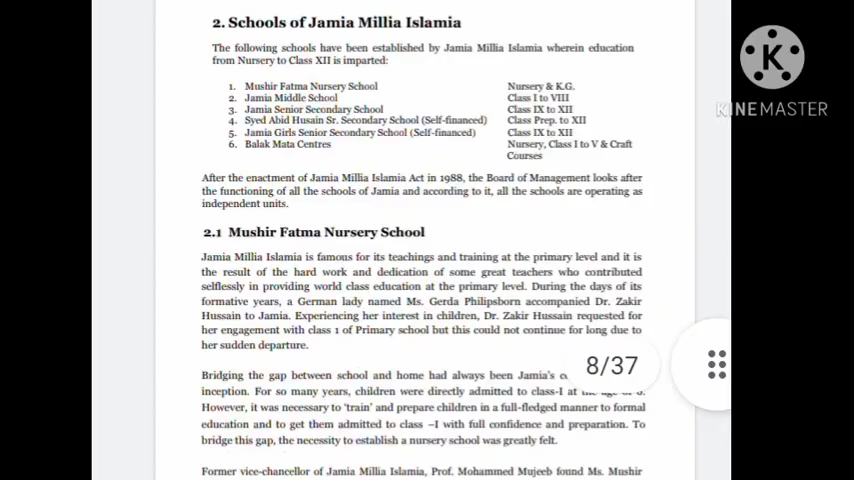 2. Schools of Jamia Millia Islamia
The following schools have been established by Jamia Millia Islamia wherein education
from Nursery to Class XII is imparted:
1. Mushir Fatma Nursery School Nursery & K.G.
2. Jamia Middle School Class I to VIII
3. Jamia Senior Secondary School Class IX to XII
4. Syed Abid Husain Sr. Secondary School (Self-financed) Class Prep. to XII
5. Jamia Girls Senior Secondary School (Self-financed) Class IX to XII
6. Balak Mata Centres Nursery, Class I to V & Craft
Courses
After the enactment of Jamia Millia Islamia Act in 1988, the Board of Management looks after
the functioning of all the schools of Jamia and according to it, all the schools are operating as
independent units.
2.1 Mushir Fatma Nursery School
Jamia Millia Islamia is famous for its teachings and training at the primary level and it is
the result of the hard work and dedication of some great teachers who contributed
selflessly in providing world class education at the primary level. During the days of its
formative years, a German lady named Ms. Gerda Philipsborn accompanied Dr. Zakir
Hussain to Jamia. Experiencing her interest in children, Dr. Zakir Hussain requested for
her engagement with class 1 of Primary school but this could not continue for long due to
her sudden departure.
Bridging the gap between school and home had always been Jamia's
inception. For so many years, children were directly admitted to class-I at
However, it was necessary to 'train' and prepare children in a full-fledged manner to formal
education and to get them admitted to class –I with full confidence and preparation. To
bridge this gap, the necessity to establish a nursery school was greatly felt.
Former vice-chancellor of Jamia Millia Islamia, Prof. Mohammed Mujeeb found Ms. Mushir
8/37
K
KINEMASTER